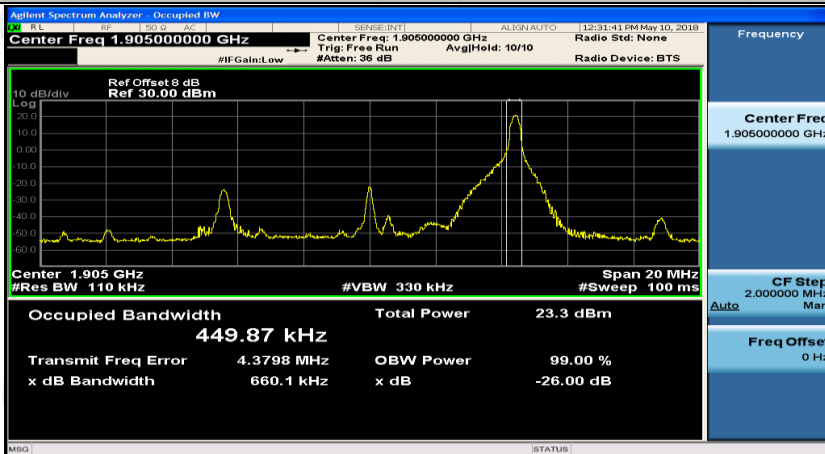 Agilent Spectrum Analyzer - Occupied BW
LXI RL RF 50 Ω AC SENSE:INT ALIGN AUTO 12:31:41 PM May 10, 2018
Center Freq 1.905000000 GHz
Center Freq: 1.905000000 GHz
Radio Std: None
Trig: Free Run Avg|Hold: 10/10
#IFGain:Low
#Atten: 36 dB
Radio Device: BTS
Frequency
Ref Offset 8 dB
10 dB/div Ref 30.00 dBm
Log
20.0
10.0
0.00
-10.0
-20.0
-30.0
-40.0
-50.0
-60.0
Center Freq
1.905000000 GHz
Center 1.905 GHz Span 20 MHz
#Res BW 110 kHz #VBW 330 kHz #Sweep 100 ms
CF Step
2.000000 MHz
Auto Man
Occupied Bandwidth Total Power 23.3 dBm
449.87 kHz
Transmit Freq Error 4.3798 MHz OBW Power 99.00 %
x dB Bandwidth 660.1 kHz x dB -26.00 dB
Freq Offset
0 Hz
MSG STATUS